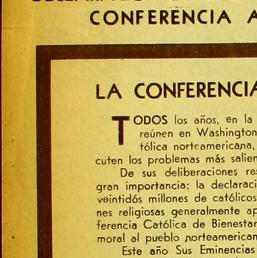 CONFERENCIA A
LA CONFERENCIA
TODOS los años, en la
reúnen en Washington
tólica norteamericana,
cuten los problemas más salien
De sus deliberaciones res
gran importancia: la declaraci
veintidós millones de católicos
nes religiosas generalmente ap
ferencia Católica de Bienestar
moral al pueblo norteamerican
Este año Sus Eminencias